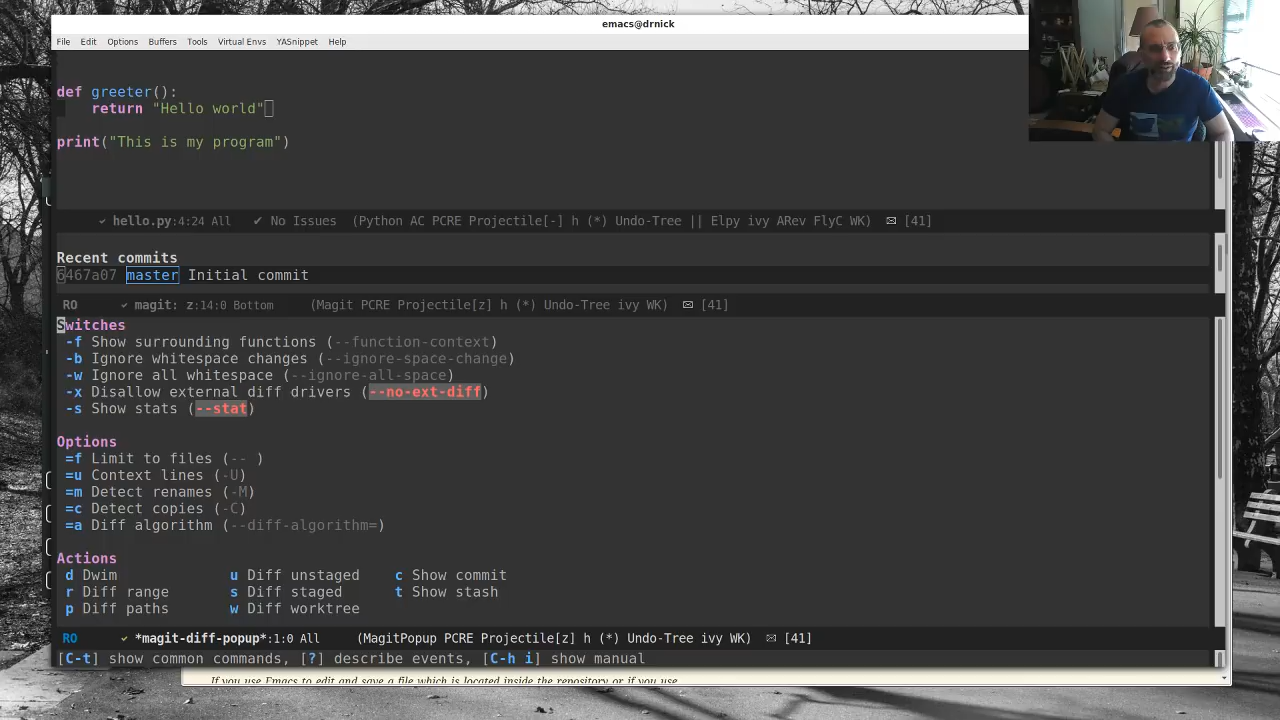 emacs@drnick
File Edit Options Buffers Tools Virtual Envs YASnippet Help
def greeter():
return "Hello world"
print("This is my program")
✓ hello.py:4:24 All ✔ No Issues (Python AC PCRE Projectile[-] h (*) Undo-Tree || Elpy ivy ARev FlyC WK) ✉ [41]
Recent commits
6467a07 master Initial commit
RO ✓ magit: z:14:0 Bottom (Magit PCRE Projectile[z] h (*) Undo-Tree ivy WK) ✉ [41]
Switches
-f Show surrounding functions (--function-context)
-b Ignore whitespace changes (--ignore-space-change)
-w Ignore all whitespace (--ignore-all-space)
-x Disallow external diff drivers (--no-ext-diff)
-s Show stats (--stat)
Options
=f Limit to files (-- )
=u Context lines (-U)
=m Detect renames (-M)
=c Detect copies (-C)
=a Diff algorithm (--diff-algorithm=)
Actions
d Dwim u Diff unstaged c Show commit
r Diff range s Diff staged t Show stash
p Diff paths w Diff worktree
RO ✓ *magit-diff-popup*:1:0 All (MagitPopup PCRE Projectile[z] h (*) Undo-Tree ivy WK) ✉ [41]
[C-t] show common commands, [?] describe events, [C-h i] show manual
If you use Emacs to edit and save a file which is located inside the repository or if you use